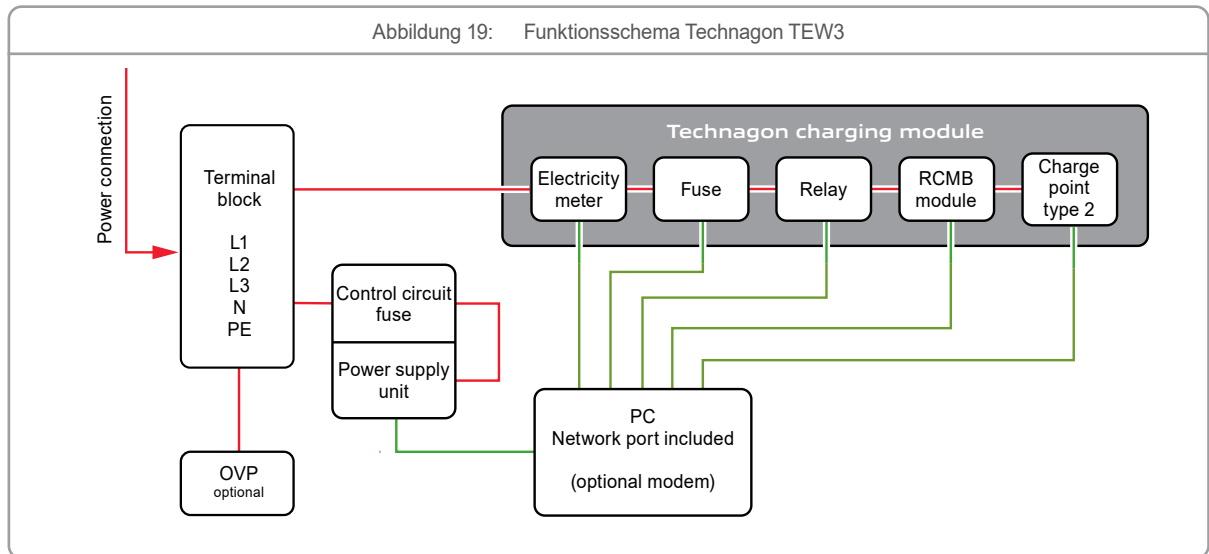 Abbildung 19: Funktionsschema Technagon TEW3
Power connection
Terminal
block
L1
L2
L3
N
PE
Technagon charging module
Electricity
meter
Fuse
Relay
RCMB
module
Charge
point
type 2
Control circuit
fuse
Power supply
unit
OVP
optional
PC
Network port included
(optional modem)